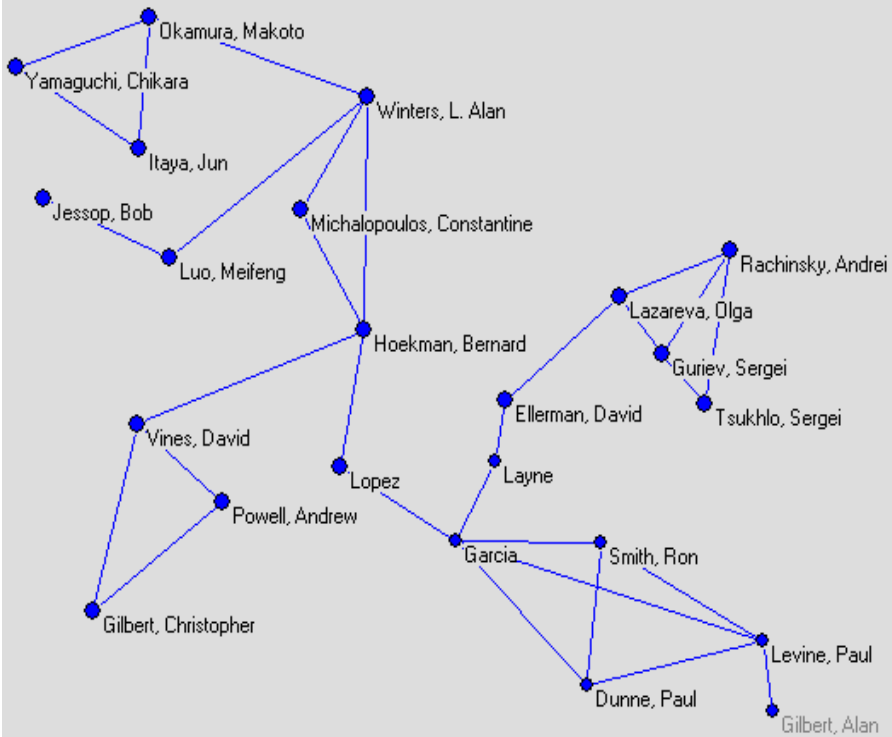 Okamura, Makoto
Yamaguchi, Chikara
Winters, L. Alan
Itaya, Jun
Jessop, Bob
Michalopoulos, Constantine
Luo, Meifeng
Rachinsky, Andrei
Lazareva, Olga
Hoekman, Bernard
Guriev, Sergei
Ellerman, David
Tsukhlo, Sergei
Vines, David
Lopez
Layne
Powell, Andrew
Garcia
Smith, Ron
Gilbert, Christopher
Levine, Paul
Dunne, Paul
Gilbert, Alan